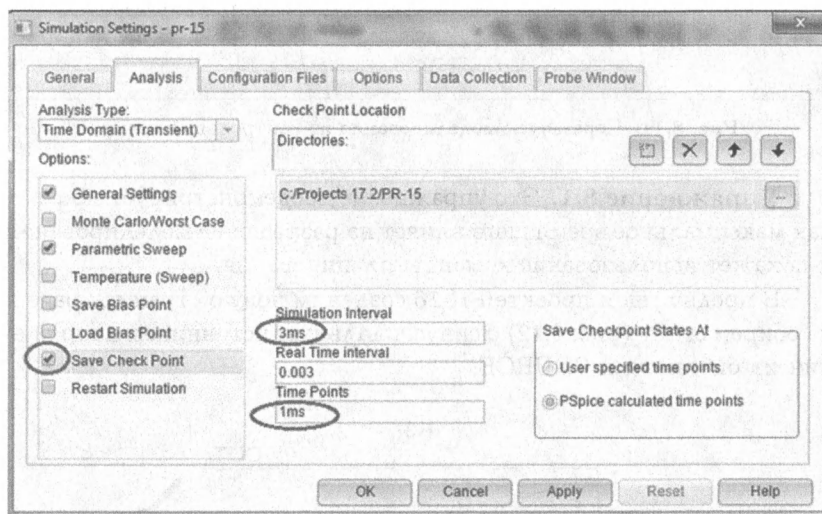 Simulation Settings - pr-15
General Analysis Configuration Files Options Data Collection Probe Window
Analysis Type:
Time Domain (Transient)
Options:
General Settings
Monte Carlo/Worst Case
Parametric Sweep
Temperature (Sweep)
Save Bias Point
Load Bias Point
Save Check Point
Restart Simulation
Check Point Location
Directories:
C:/Projects 17.2/PR-15
...
Simulation Interval
3ms
Real Time interval
0.003
Time Points
1ms
Save Checkpoint States At
User specified time points
PSpice calculated time points
OK Cancel Apply Reset Help